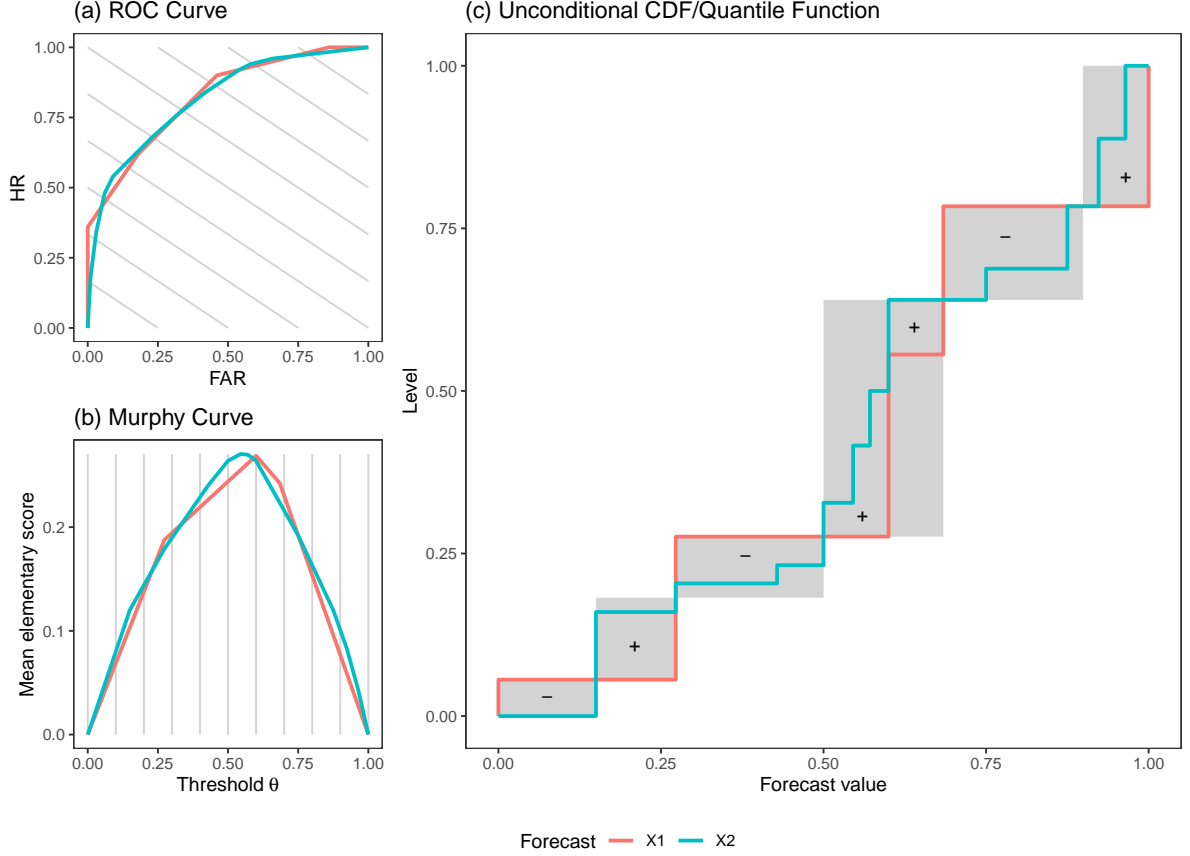 (a) ROC Curve
1.00
0.75
0.50
0.25
0.00
HR
0.00 0.25 0.50 0.75 1.00
FAR
(b) Murphy Curve
0.2
0.1
0.0
Mean elementary score
0.00 0.25 0.50 0.75 1.00
Threshold θ
(c) Unconditional CDF/Quantile Function
1.00
0.75
0.50
0.25
0.00
Level
+
−
+
+
−
+
−
0.00 0.25 0.50 0.75 1.00
Forecast value
Forecast X1 X2